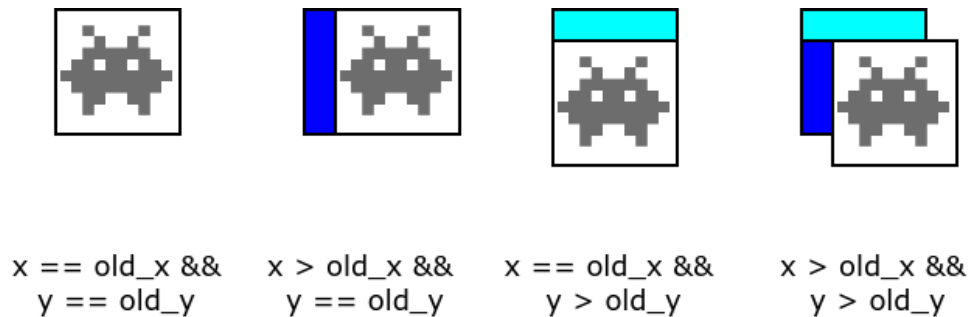 x == old_x &&
y == old_y
x > old_x &&
y == old_y
x == old_x &&
y > old_y
x > old_x &&
y > old_y